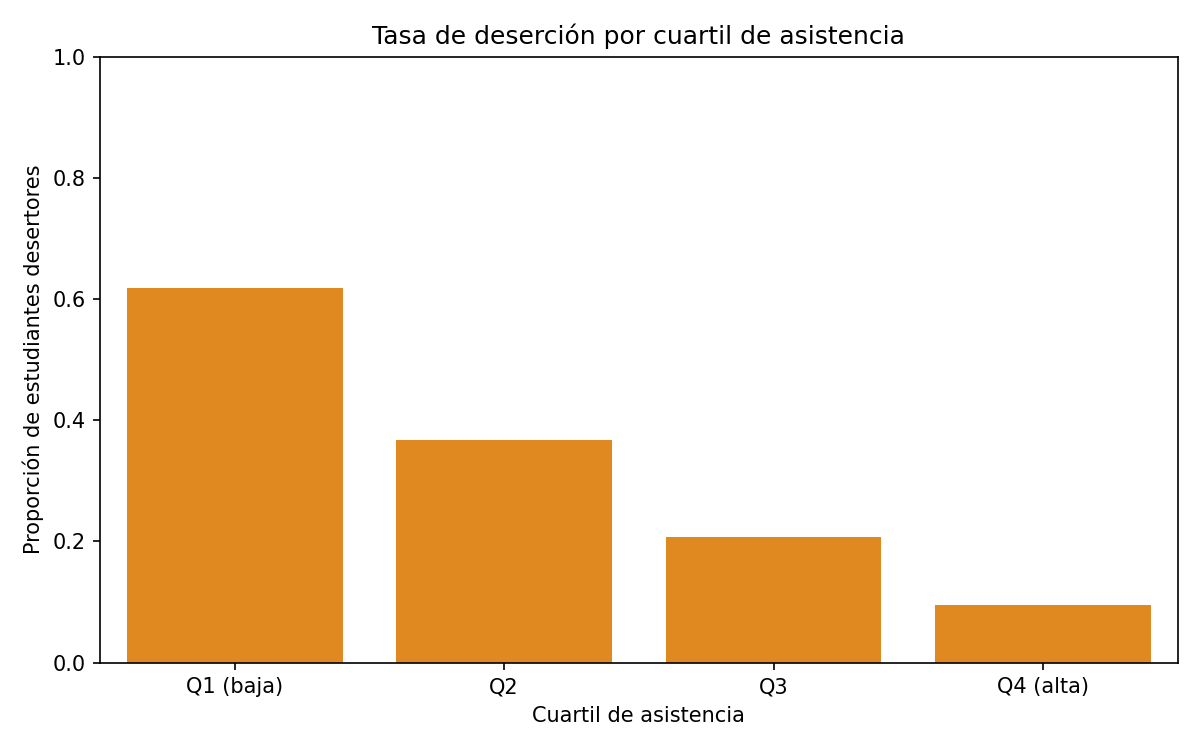 Tasa de deserción por cuartil de asistencia
Proporción de estudiantes desertores
1.0
0.8
0.6
0.4
0.2
0.0
Q1 (baja)
Q2
Q3
Q4 (alta)
Cuartil de asistencia